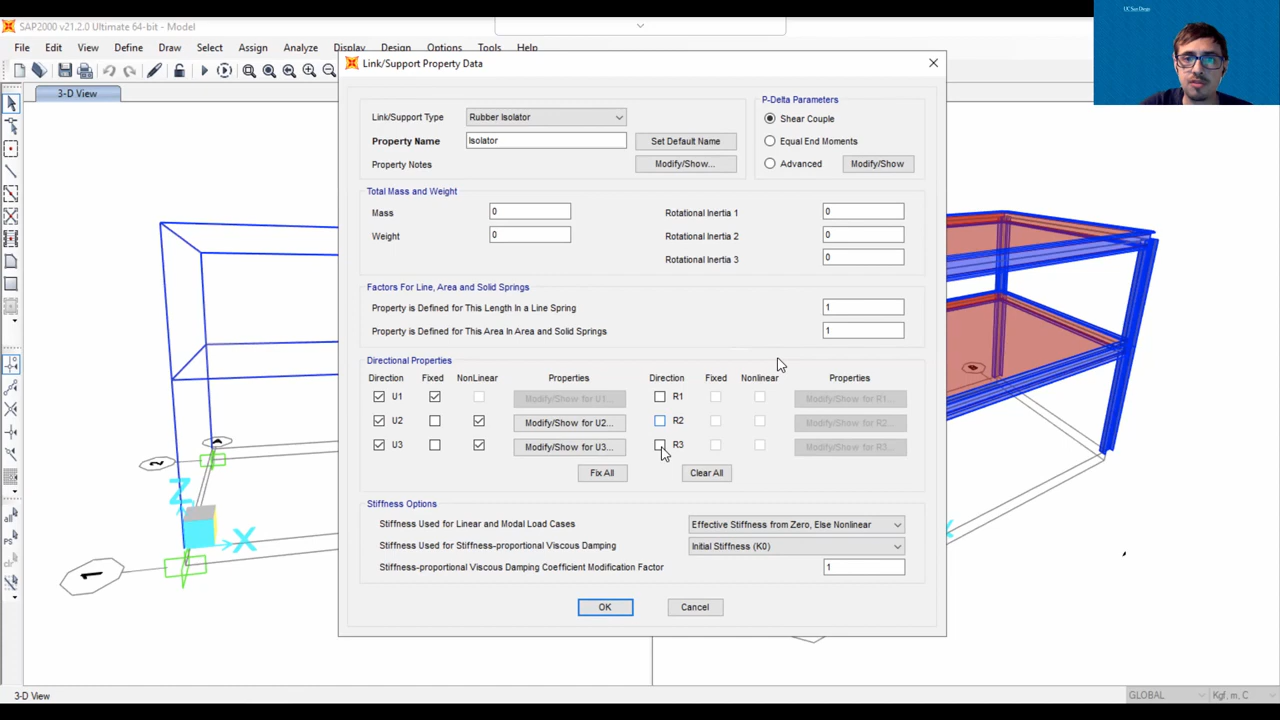 UC San Diego
SAP2000 v21.2.0 Ultimate 64-bit - Model
File Edit View Define Draw Select Assign Analyze Display Design Options Tools Help
3-D View
Link/Support Property Data
Link/Support Type Rubber Isolator
Property Name Isolator Set Default Name
Property Notes Modify/Show...
P-Delta Parameters
Shear Couple
Equal End Moments
Advanced Modify/Show
Total Mass and Weight
Mass 0 Rotational Inertia 1 0
Weight 0 Rotational Inertia 2 0
Rotational Inertia 3 0
Factors For Line, Area and Solid Springs
Property is Defined for This Length In a Line Spring 1
Property is Defined for This Area In Area and Solid Springs 1
Directional Properties
Direction Fixed NonLinear Properties Direction Fixed Nonlinear Properties
U1 Modify/Show for U1... R1 Modify/Show for R1...
U2 Modify/Show for U2... R2 Modify/Show for R2...
U3 Modify/Show for U3... R3 Modify/Show for R3...
Fix All Clear All
Stiffness Options
Stiffness Used for Linear and Modal Load Cases Effective Stiffness from Zero, Else Nonlinear
Stiffness Used for Stiffness-proportional Viscous Damping Initial Stiffness (K0)
Stiffness-proportional Viscous Damping Coefficient Modification Factor 1
OK Cancel
2
Z
X
1
all
PS
clr
3-D View GLOBAL Kgf, m, C